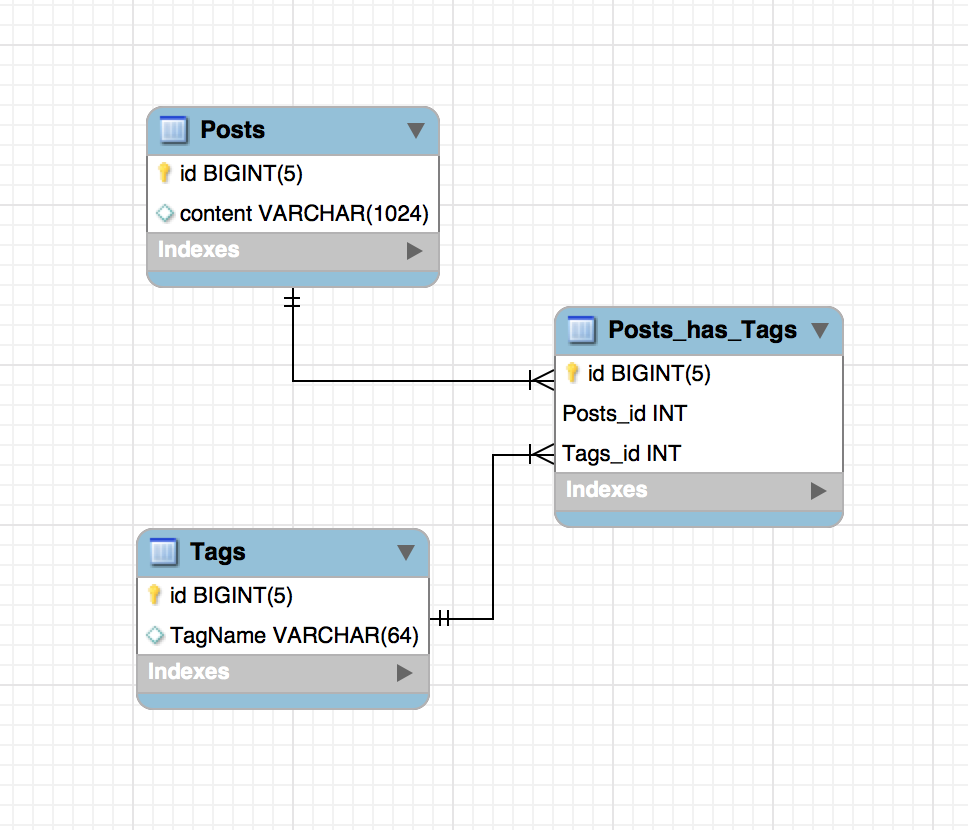 Posts
id BIGINT(5)
content VARCHAR(1024)
Indexes
Posts_has_Tags
id BIGINT(5)
Posts_id INT
Tags_id INT
Indexes
Tags
id BIGINT(5)
TagName VARCHAR(64)
Indexes